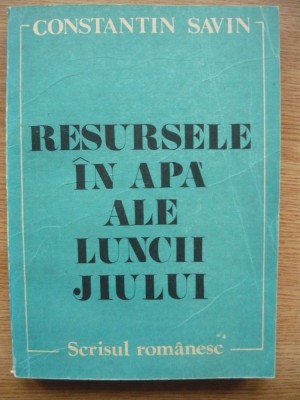 CONSTANTIN SAVIN
RESURSELE
ÎN APĂ
ALE
LUNCII
JIULUI
Scrisul românesc